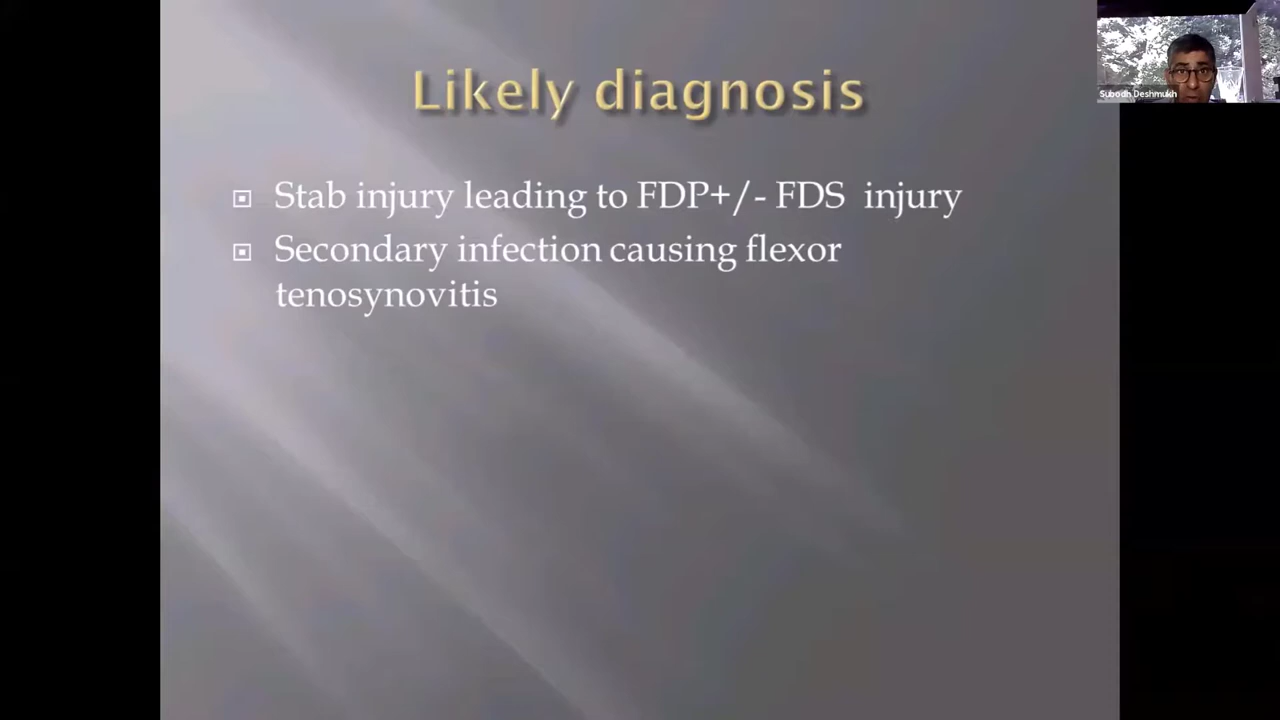 Subodh Deshmukh
Likely diagnosis
Stab injury leading to FDP+/- FDS injury
Secondary infection causing flexor
tenosynovitis